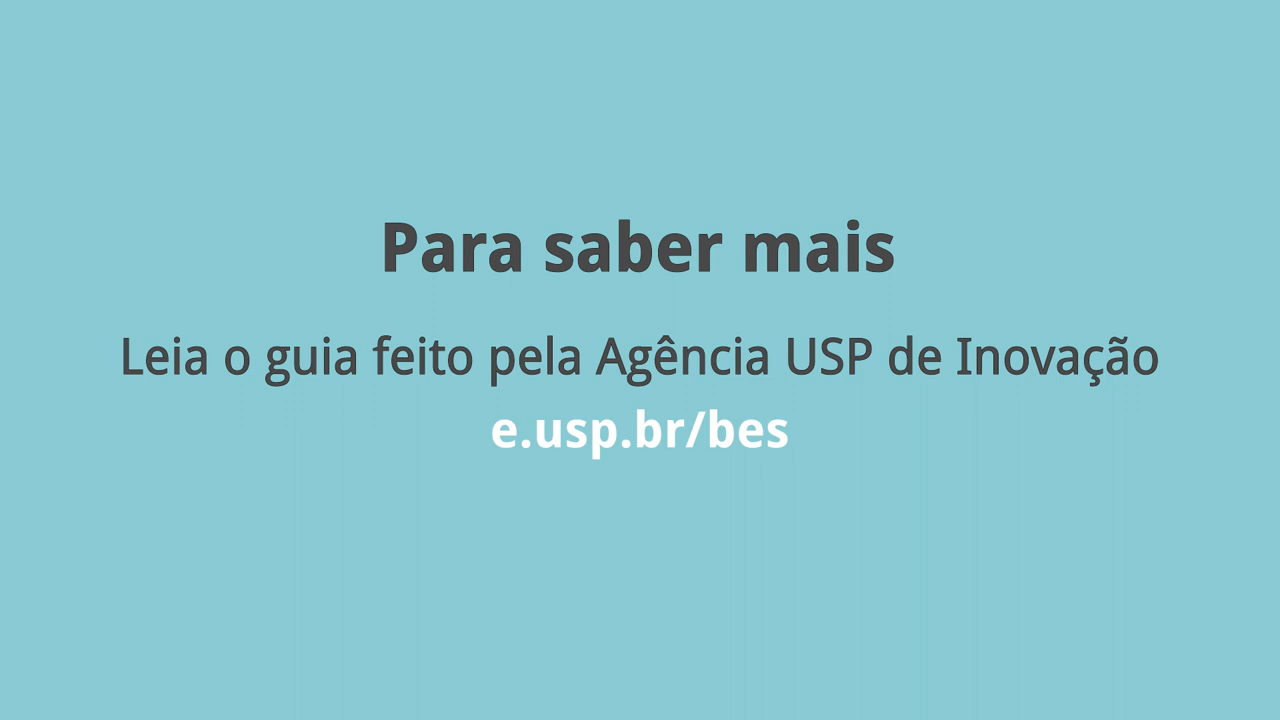 Para saber mais
Leia o guia feito pela Agência USP de Inovação
e.usp.br/bes